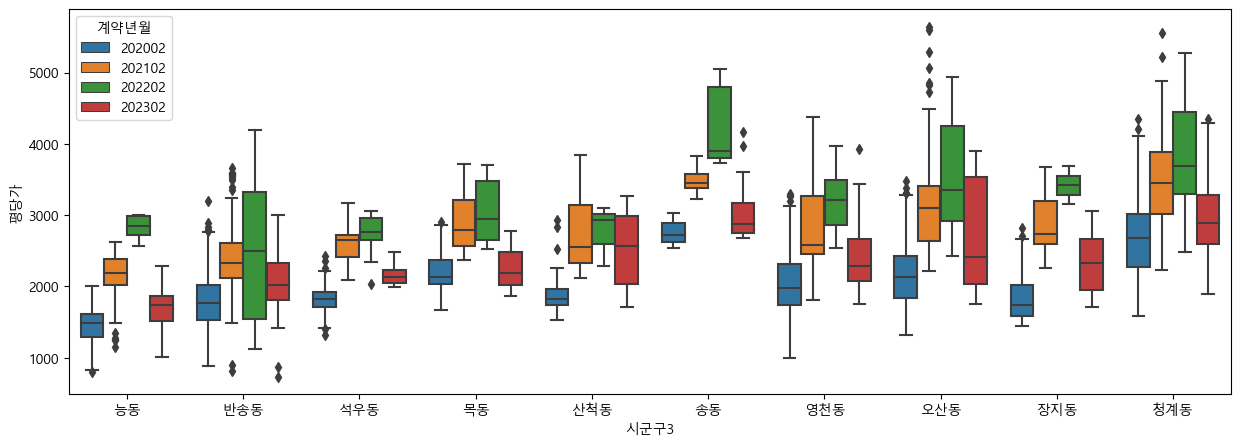 계약년월
202002
202102
202202
202302
평당가
5000
4000
3000
2000
1000
능동
반송동
석우동
목동
산척동
송동
영천동
오산동
장지동
청계동
시군구3